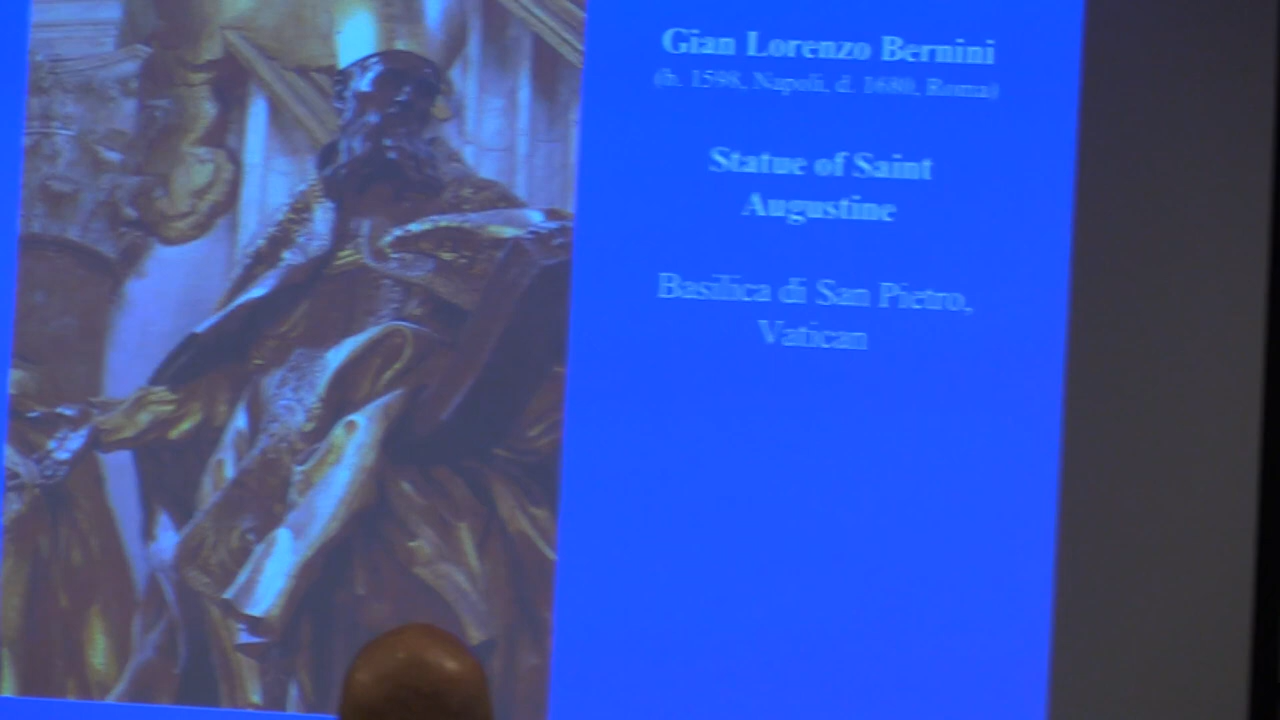 Gian Lorenzo Bernini
(b. 1598, Napoli, d. 1680, Roma)
Statue of Saint
Augustine
Basilica di San Pietro,
Vatican